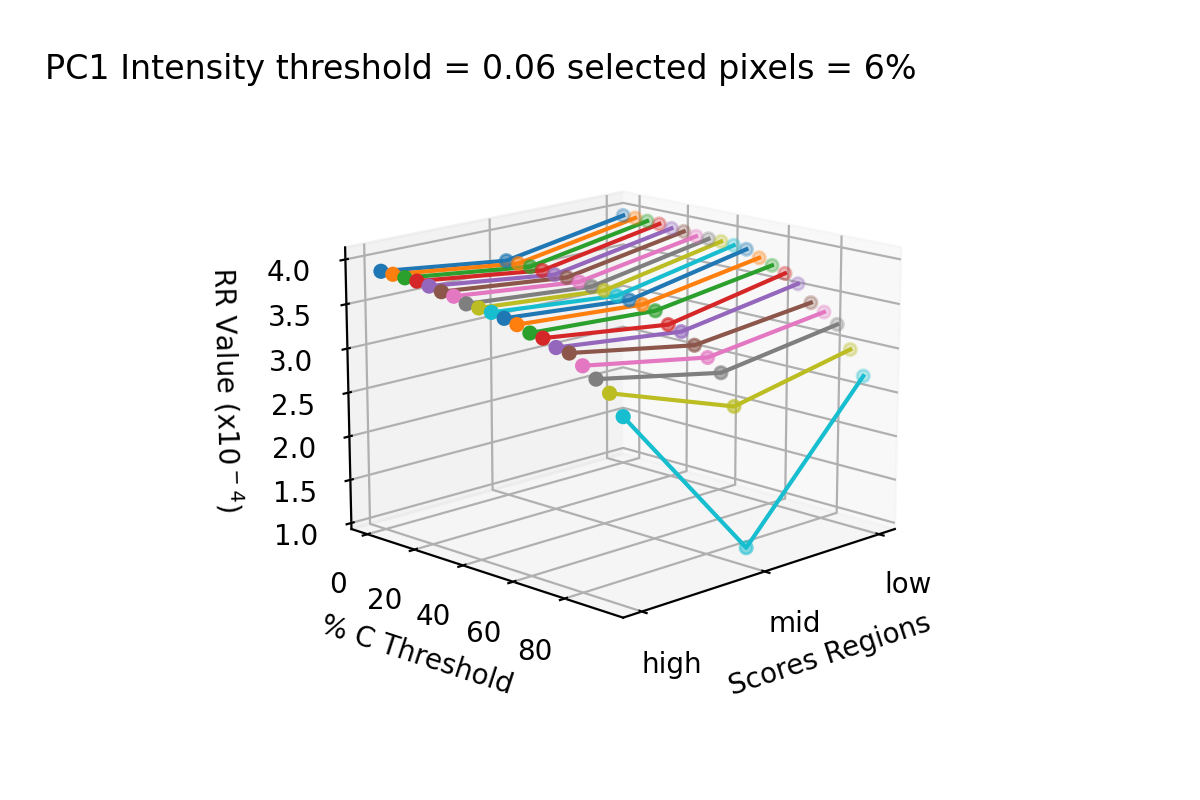 PC1 Intensity threshold = 0.06 selected pixels = 6%
4.0
3.5
3.0
2.5
2.0
1.5
1.0
RR Value (x10⁻⁴)
0
20
40
60
80
% C Threshold
high
mid
low
Scores Regions